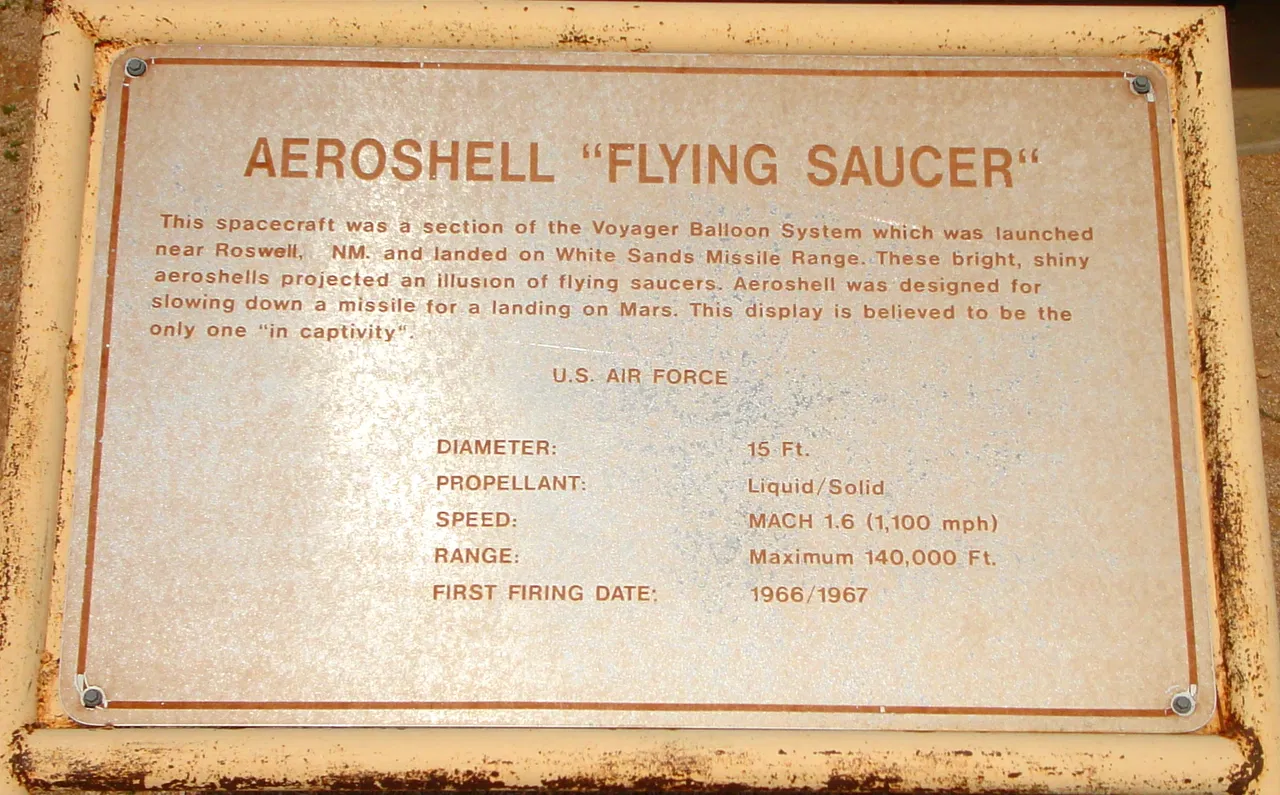 AEROSHELL “FLYING SAUCER“
This spacecraft was a section of the Voyager Balloon System which was launched
near Roswell, NM. and landed on White Sands Missile Range. These bright, shiny
aeroshells projected an illusion of flying saucers. Aeroshell was designed for
slowing down a missile for a landing on Mars. This display is believed to be the
only one “in captivity“.
U.S. AIR FORCE
DIAMETER: 15 Ft.
PROPELLANT: Liquid/Solid
SPEED: MACH 1.6 (1,100 mph)
RANGE: Maximum 140,000 Ft.
FIRST FIRING DATE: 1966/1967